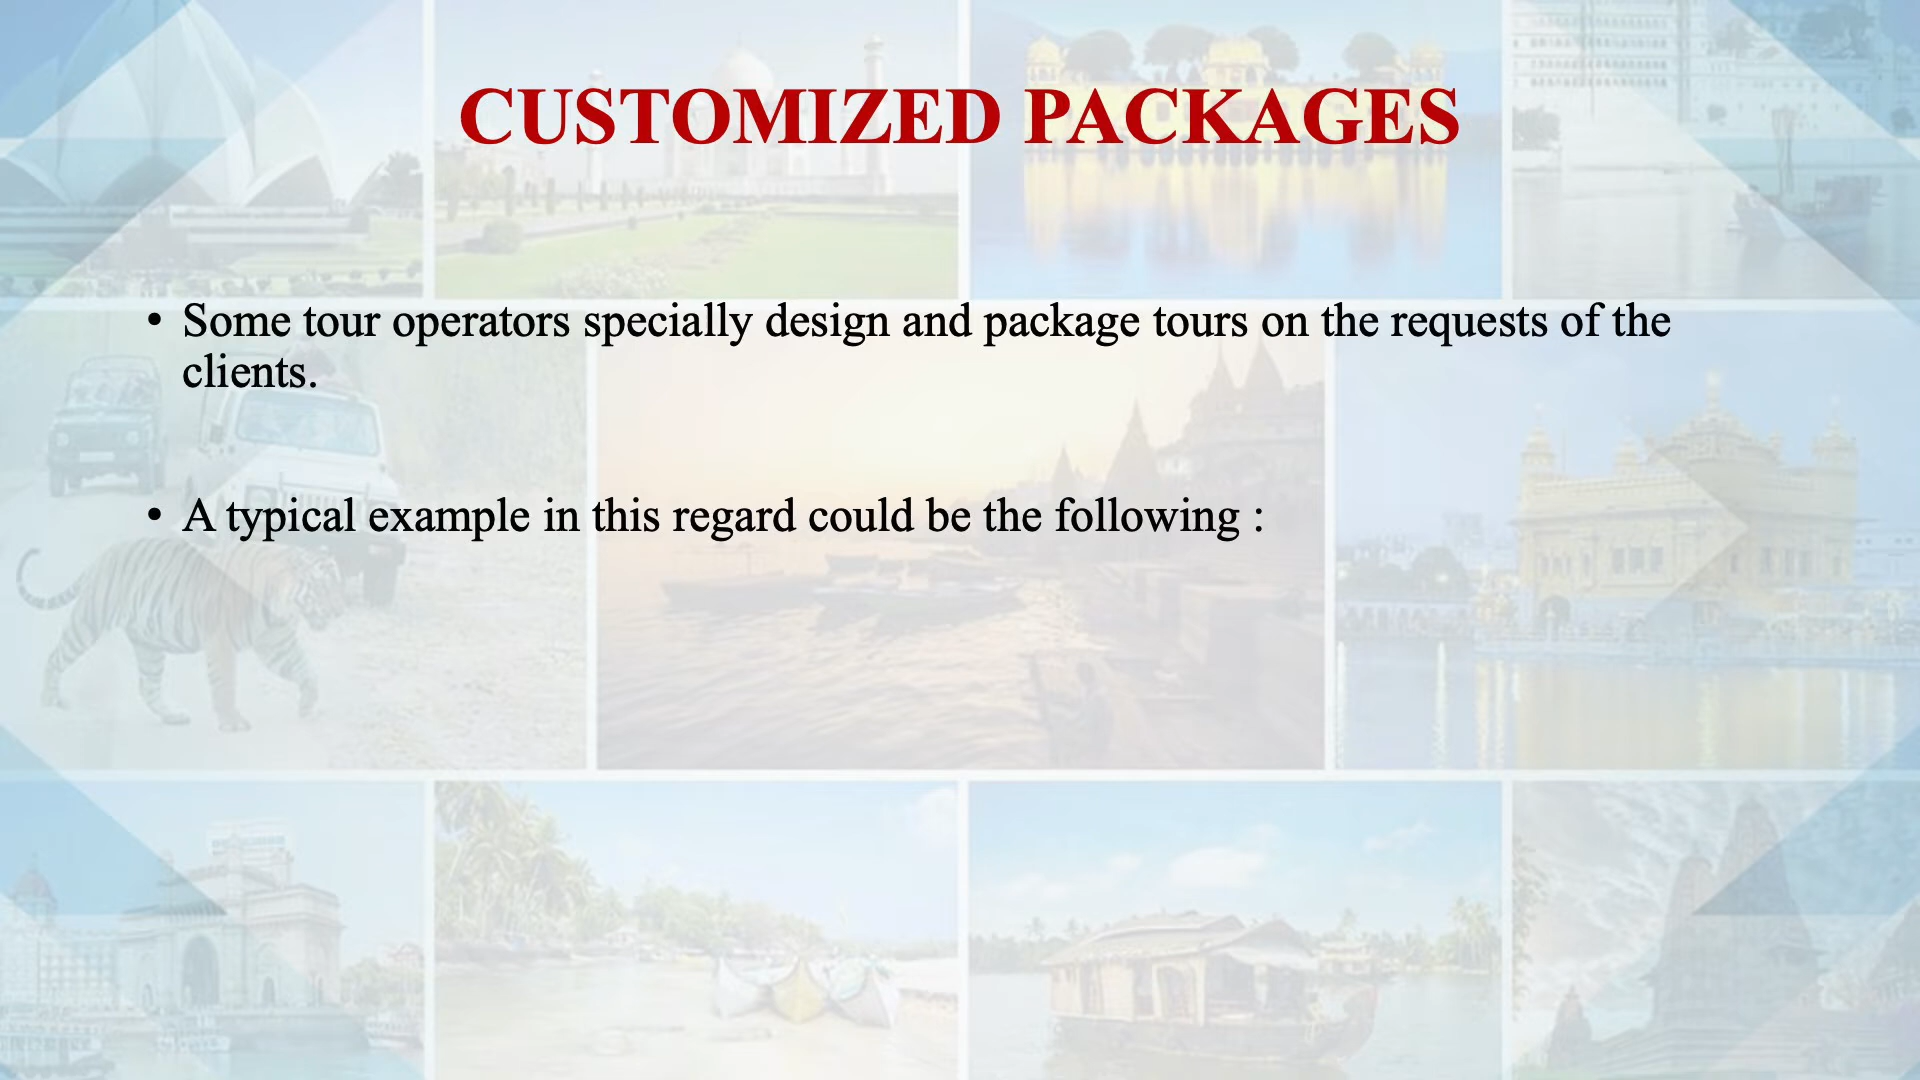 CUSTOMIZED PACKAGES
• Some tour operators specially design and package tours on the requests of the
clients.
• A typical example in this regard could be the following :